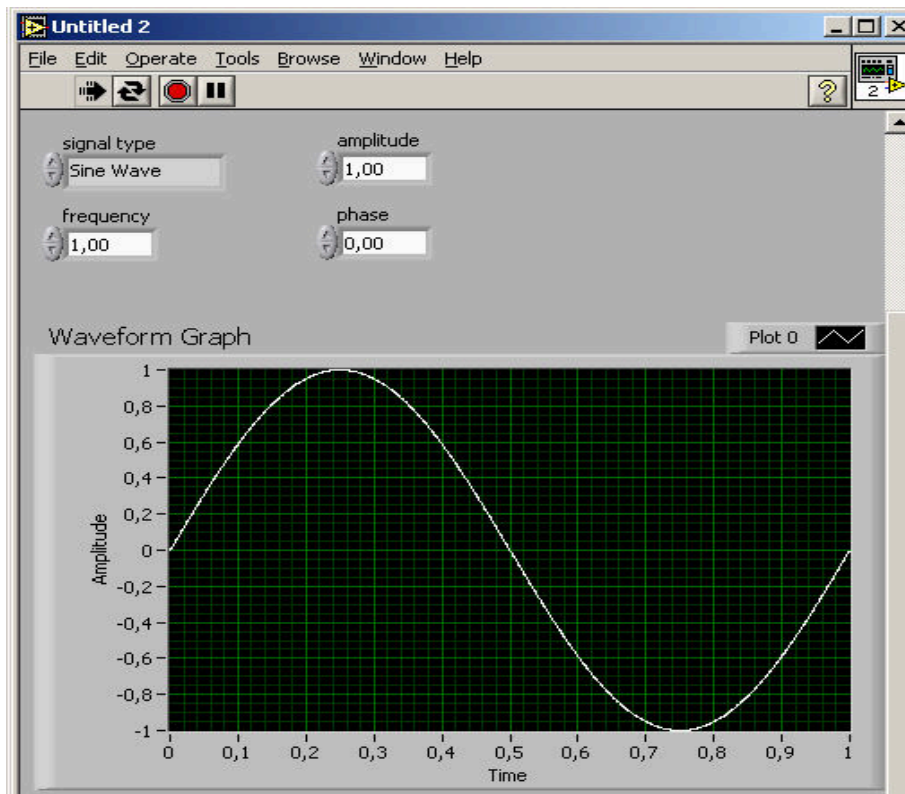 Untitled 2
File Edit Operate Tools Browse Window Help
2
signal type
Sine Wave
amplitude
1,00
frequency
1,00
phase
0,00
Waveform Graph
Plot 0
1
0,8
0,6
0,4
0,2
0
-0,2
-0,4
-0,6
-0,8
-1
Amplitude
0 0,1 0,2 0,3 0,4 0,5 0,6 0,7 0,8 0,9 1
Time